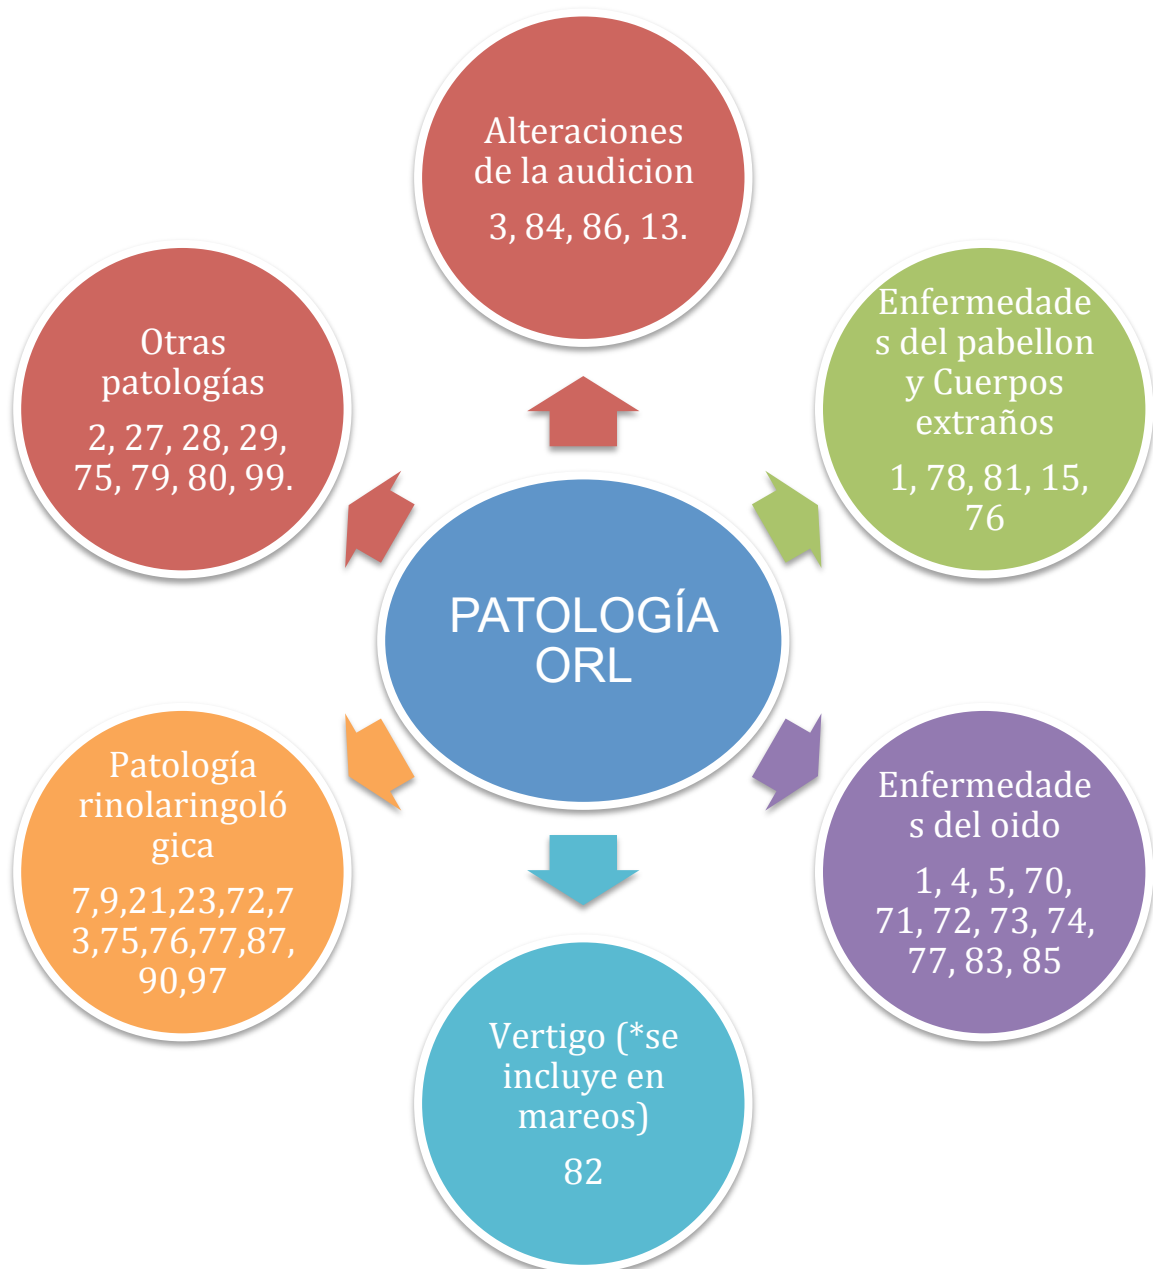 Alteraciones
de la audicion
3, 84, 86, 13.
Otras
patologías
2, 27, 28, 29,
75, 79, 80, 99.
Enfermedade
s del pabellon
y Cuerpos
extraños
1, 78, 81, 15,
76
PATOLOGÍA
ORL
Patología
rinolaringoló
gica
7,9,21,23,72,7
3,75,76,77,87,
90,97
Enfermedade
s del oido
1, 4, 5, 70,
71, 72, 73, 74,
77, 83, 85
Vertigo (*se
incluye en
mareos)
82